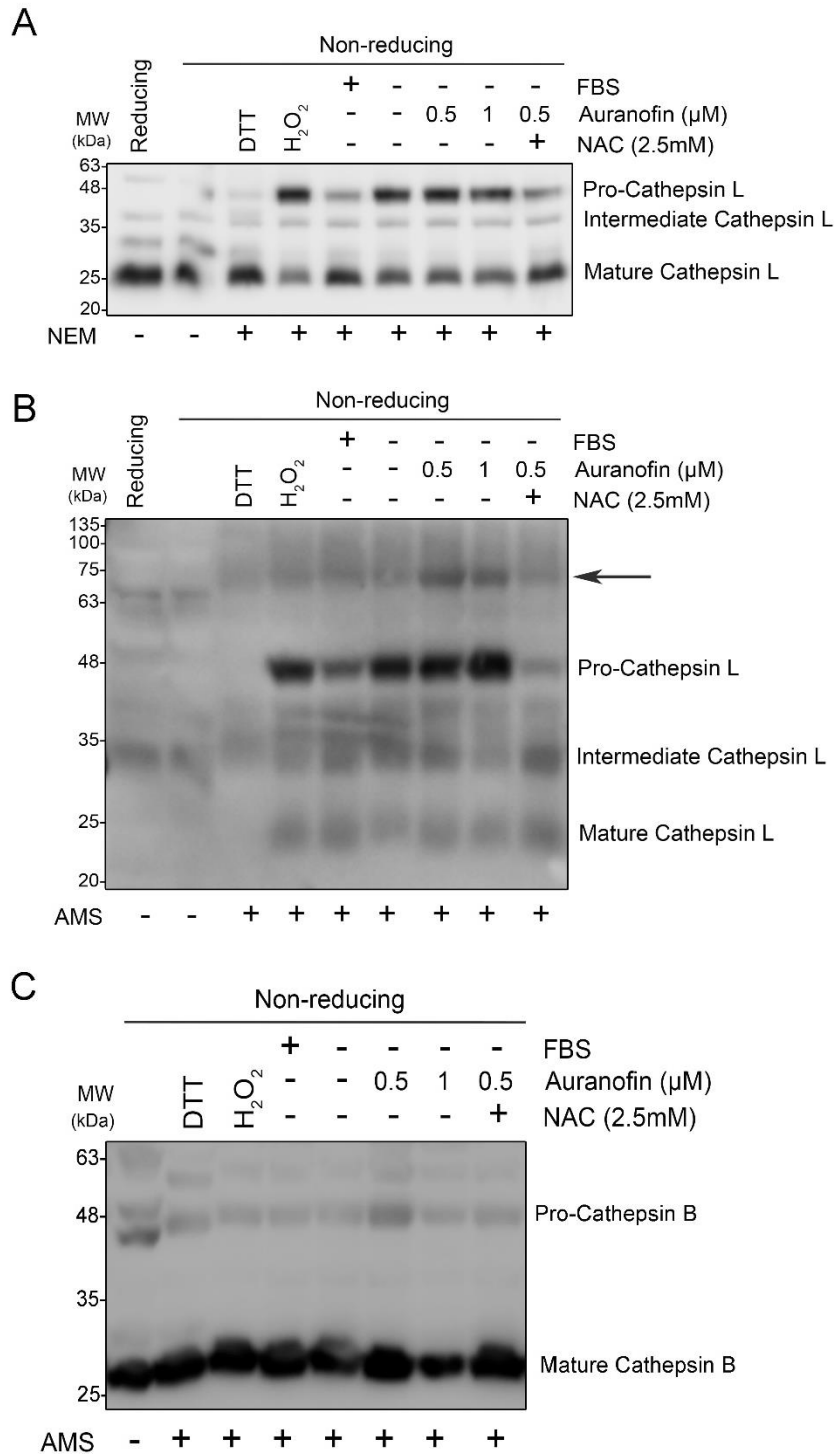 A
Non-reducing
Reducing
DTT
H₂O₂
+ - - - - FBS
- - 0.5 1 0.5 Auranofin (µM)
- - - - + NAC (2.5mM)
MW
(kDa)
63-
48- Pro-Cathepsin L
Intermediate Cathepsin L
35-
25- Mature Cathepsin L
20-
NEM - - + + + + + + +
B
Non-reducing
Reducing
DTT
H₂O₂
+ - - - - FBS
- - 0.5 1 0.5 Auranofin (µM)
- - - - + NAC (2.5mM)
MW
(kDa)
135-
100-
75-
63-
48- Pro-Cathepsin L
35-
Intermediate Cathepsin L
25-
Mature Cathepsin L
20-
AMS - - + + + + + + +
C
Non-reducing
DTT
H₂O₂
+ - - - - FBS
- - 0.5 1 0.5 Auranofin (µM)
- - - - + NAC (2.5mM)
MW
(kDa)
63-
48- Pro-Cathepsin B
35-
Mature Cathepsin B
25-
AMS - + + + + + + +